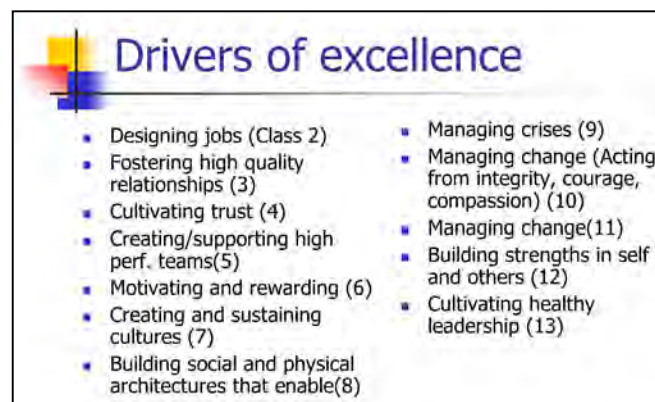 Drivers of excellence
Designing jobs (Class 2)
Fostering high quality
relationships (3)
Cultivating trust (4)
Creating/supporting high
perf. teams(5)
Motivating and rewarding (6)
Creating and sustaining
cultures (7)
Building social and physical
architectures that enable(8)
Managing crises (9)
Managing change (Acting
from integrity, courage,
compassion) (10)
Managing change(11)
Building strengths in self
and others (12)
Cultivating healthy
leadership (13)